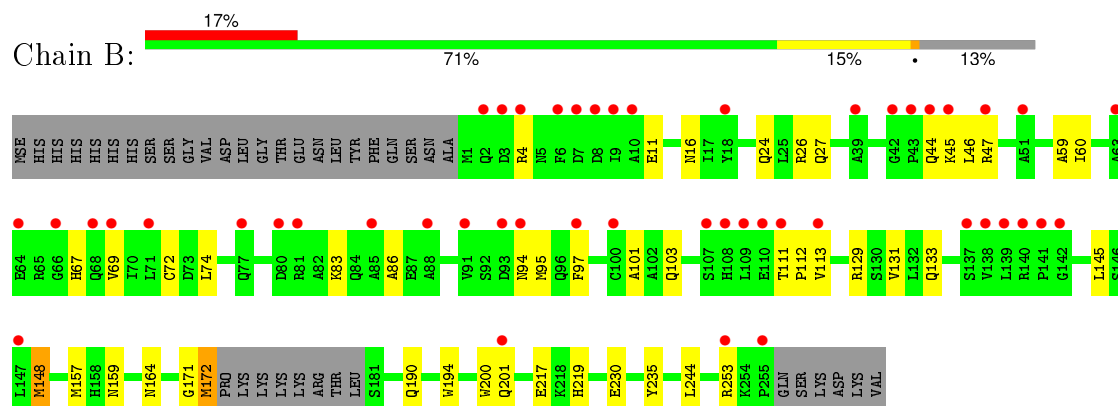 17%
Chain B:
71% 15% • 13%
MSE HIS HIS HIS HIS HIS HIS SER SER GLY VAL ASP LEU GLY THR GLU ASN LEU TYR PHE GLN SER ASN ALA M1 Q2 D3 R4 N5 F6 D7 D8 I9 A10 E11 N16 I17 Y18 Q24 L25 R26 Q27 A39 G42 P43 Q44 K45 L46 R47 A51 A59 I60 A63
E64 R65 G66 H67 Q68 V69 I70 L71 C72 D73 L74 Q77 D80 R81 A82 K83 Q84 A85 A86 E87 A88 V91 S92 D93 N94 M95 Q96 F97 C100 A101 A102 Q103 S107 H108 L109 E110 T111 P112 V113 R129 S130 V131 L132 Q133 S137 V138 L139 R140 P141 G142 L145 S146
L147 M148 M157 H158 N159 N164 G171 M172 PRO LYS LYS LYS LYS ARG THR LEU S181 Q190 W194 W200 Q201 E217 K218 H219 E230 Y235 L244 R253 K254 P255 GLN SER LYS ASP LYS VAL